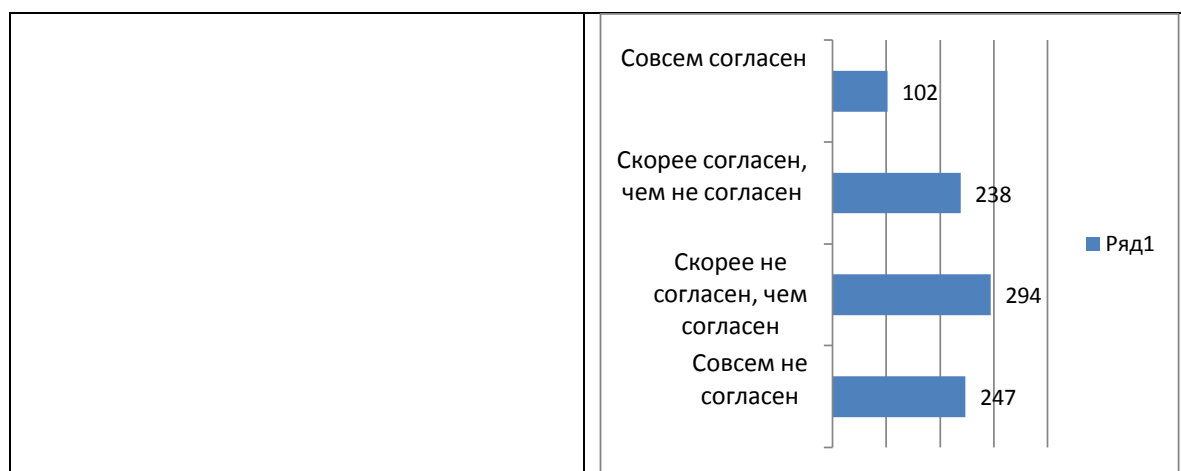 Совсем согласен
102
Скорее согласен,
чем не согласен
238
Скорее не
согласен, чем
согласен
294
Совсем не
согласен
247
Ряд1